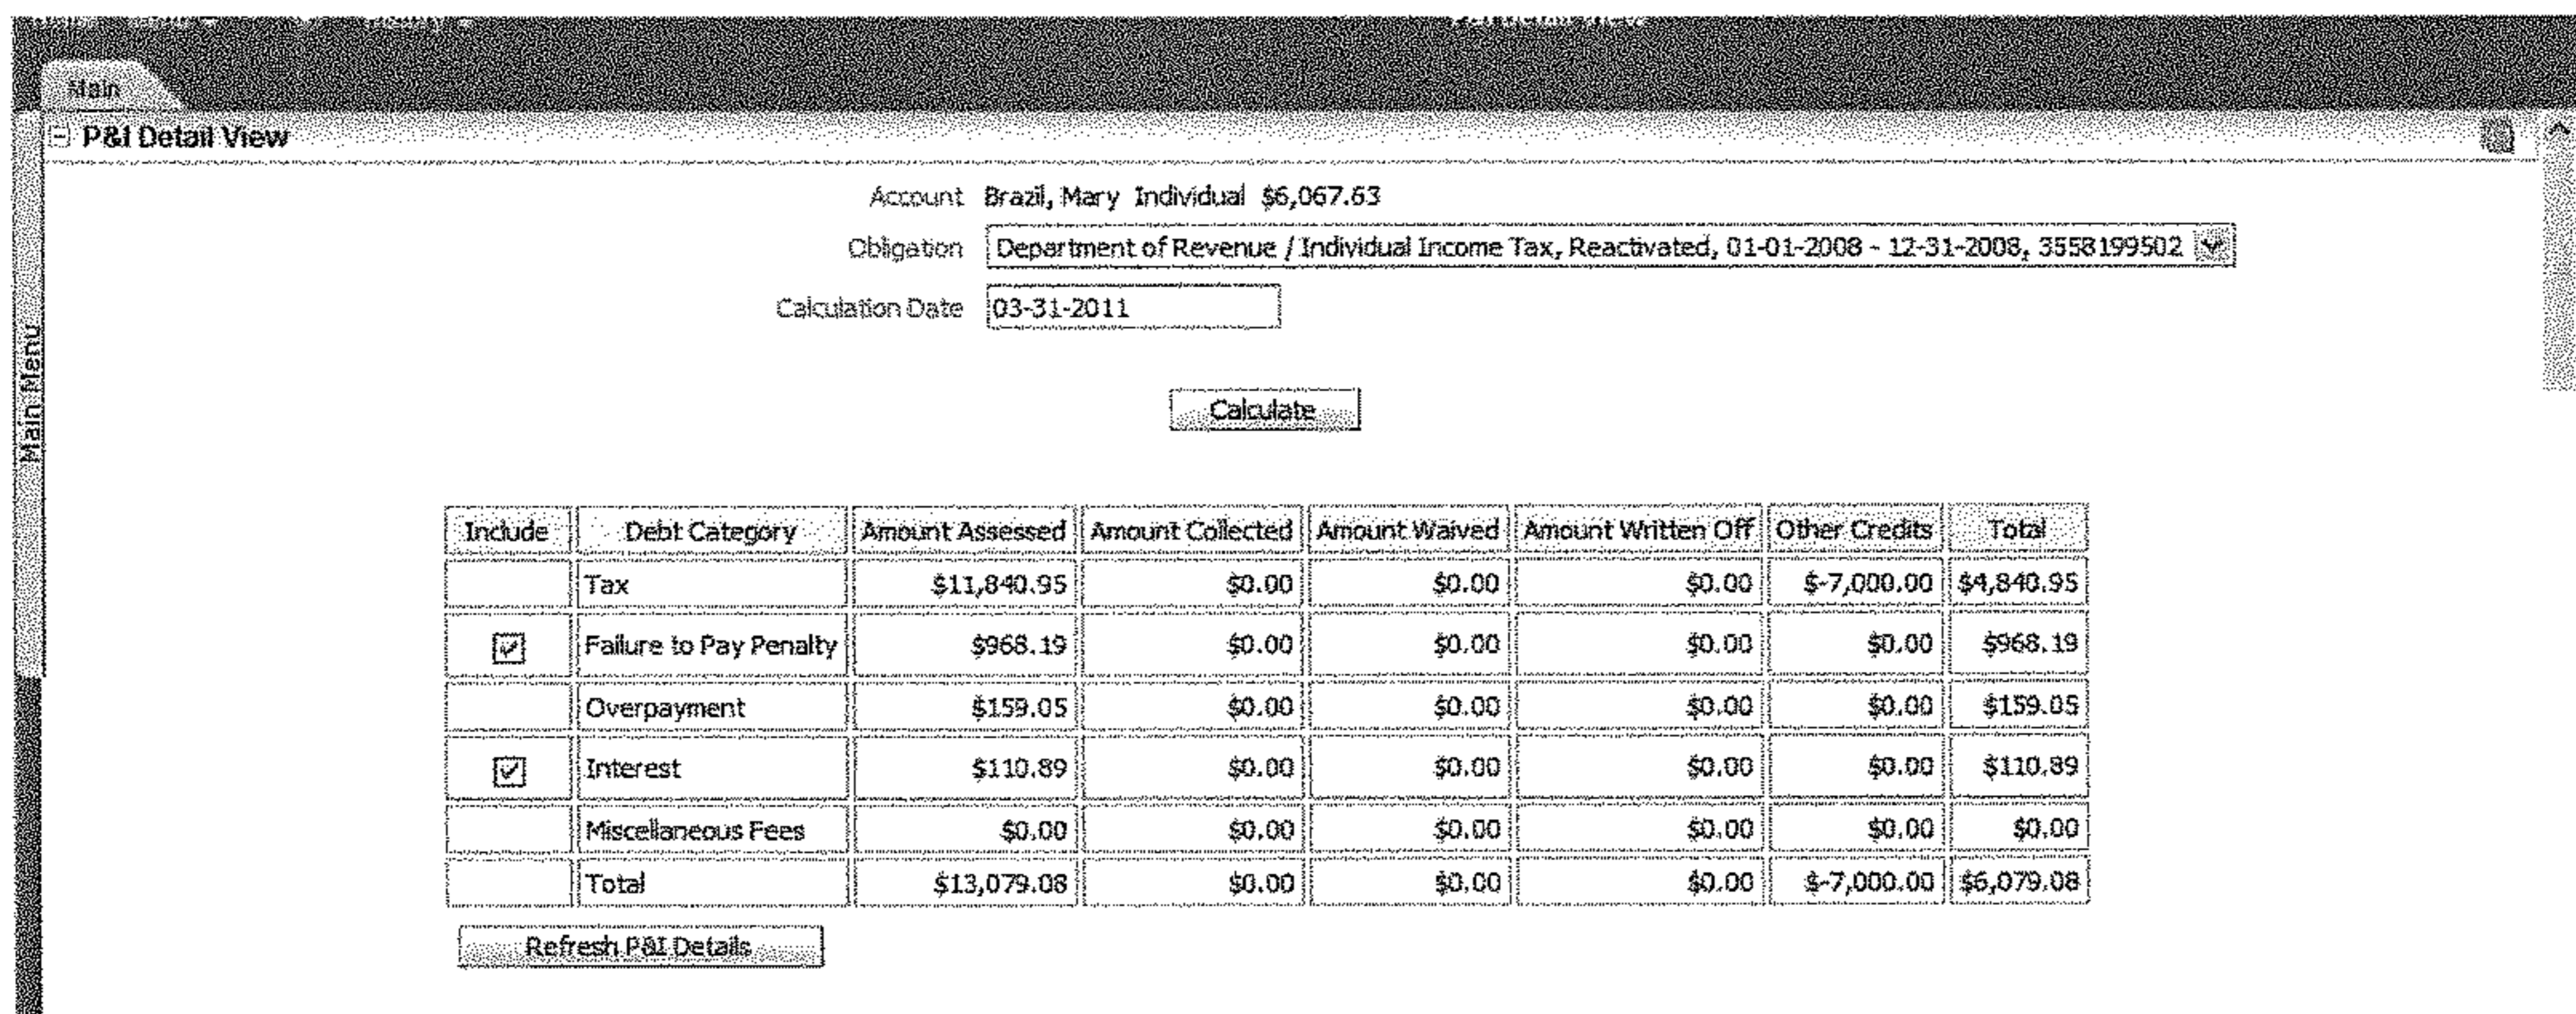 Main
P&I Detail View
Account Brazil, Mary Individual $6,067.63
Obligation Department of Revenue / Individual Income Tax, Reactivated, 01-01-2008 - 12-31-2008, 3558199502
Calculation Date 03-31-2011
Main Menu
Calculate
Include Debt Category Amount Assessed Amount Collected Amount Waived Amount Written Off Other Credits Total
Tax $11,840.95 $0.00 $0.00 $0.00 $-7,000.00 $4,840.95
Failure to Pay Penalty $968.19 $0.00 $0.00 $0.00 $0.00 $968.19
Overpayment $159.05 $0.00 $0.00 $0.00 $0.00 $159.05
Interest $110.89 $0.00 $0.00 $0.00 $0.00 $110.89
Miscellaneous Fees $0.00 $0.00 $0.00 $0.00 $0.00 $0.00
Total $13,079.08 $0.00 $0.00 $0.00 $-7,000.00 $6,079.08
Refresh P&I Details